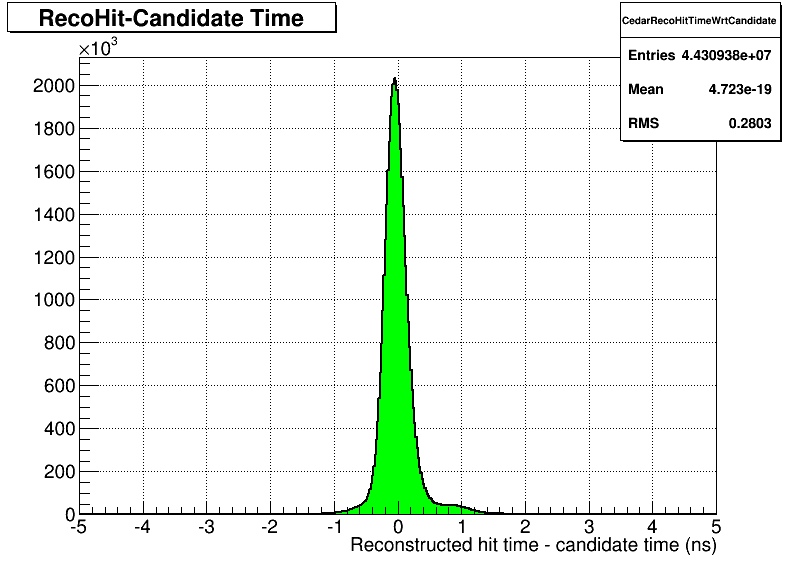 RecoHit-Candidate Time
CedarRecoHitTimeWrtCandidate
Entries 4.430938e+07
Mean 4.723e-19
RMS 0.2803
×10³
2000
1800
1600
1400
1200
1000
800
600
400
200
0
-5 -4 -3 -2 -1 0 1 2 3 4 5
Reconstructed hit time - candidate time (ns)